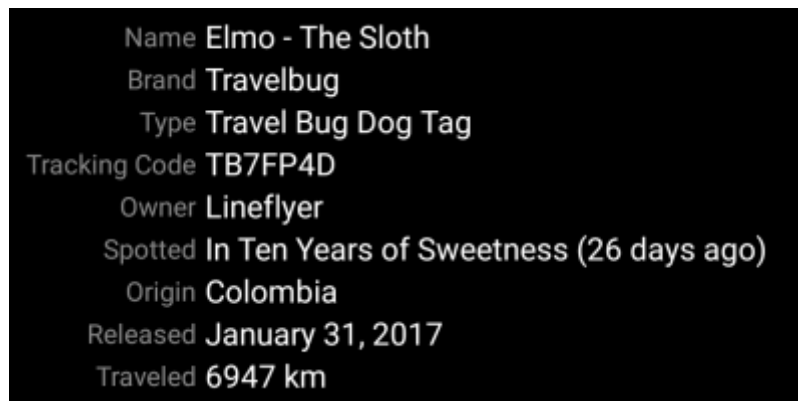 Name Elmo - The Sloth
Brand Travelbug
Type Travel Bug Dog Tag
Tracking Code TB7FP4D
Owner Lineflyer
Spotted In Ten Years of Sweetness (26 days ago)
Origin Colombia
Released January 31, 2017
Traveled 6947 km